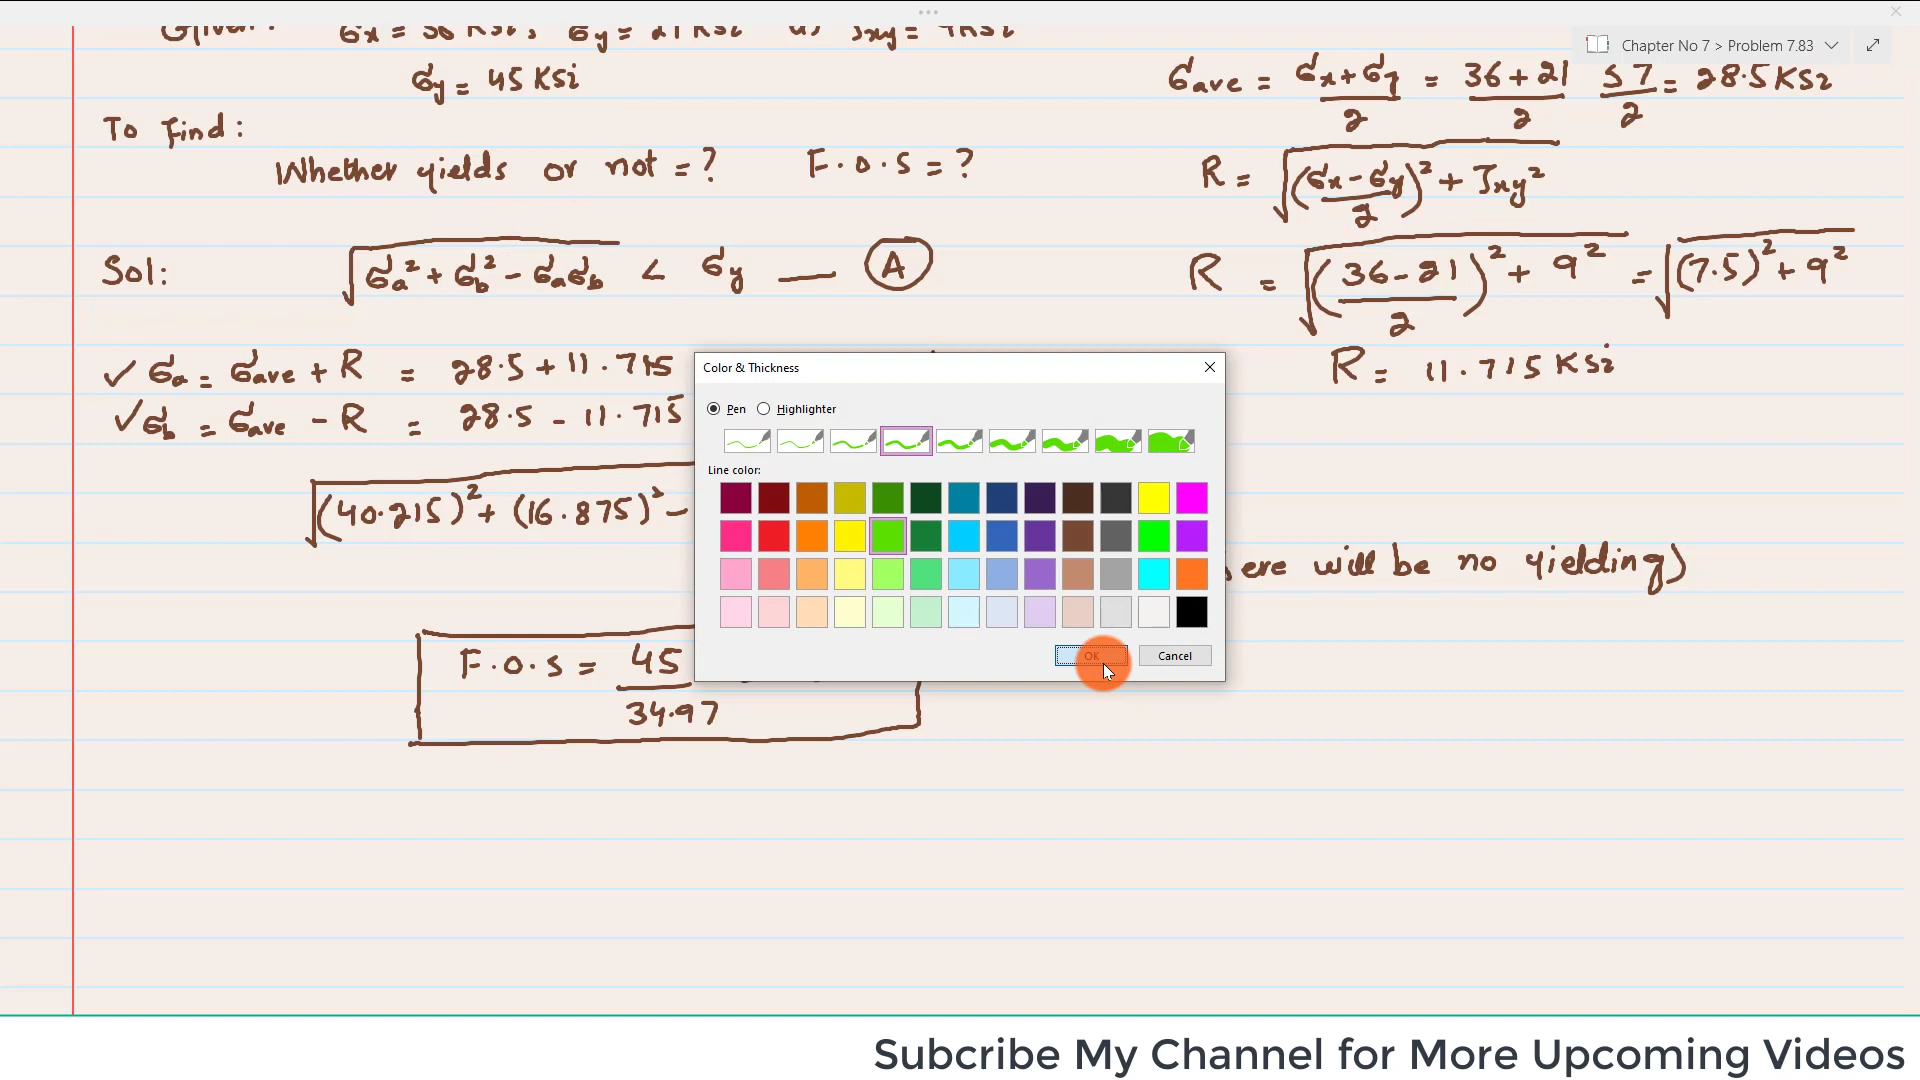 Chapter No 7 > Problem 7.83
σy = 45 Ksi
σave = σx + σy / 2 = 36 + 21 / 2 57 / 2 = 28.5 Ksi
To Find:
Whether yields or not = ? F.O.S = ?
R = √((σx - σy / 2)² + τxy²)
Sol: √(σa² + σb² - σaσb) < σy — A
R = √((36 - 21 / 2)² + 9²) = √((7.5)² + 9²)
✓ σa = σave + R = 28.5 + 11.715
R = 11.715 Ksi
✓ σb = σave - R = 28.5 - 11.715
√(40.215)² + (16.875)² -
ere will be no yielding)
F.O.S = 45 / 34.97
Color & Thickness
Pen Highlighter
Line color:
OK Cancel
Subcribe My Channel for More Upcoming Videos